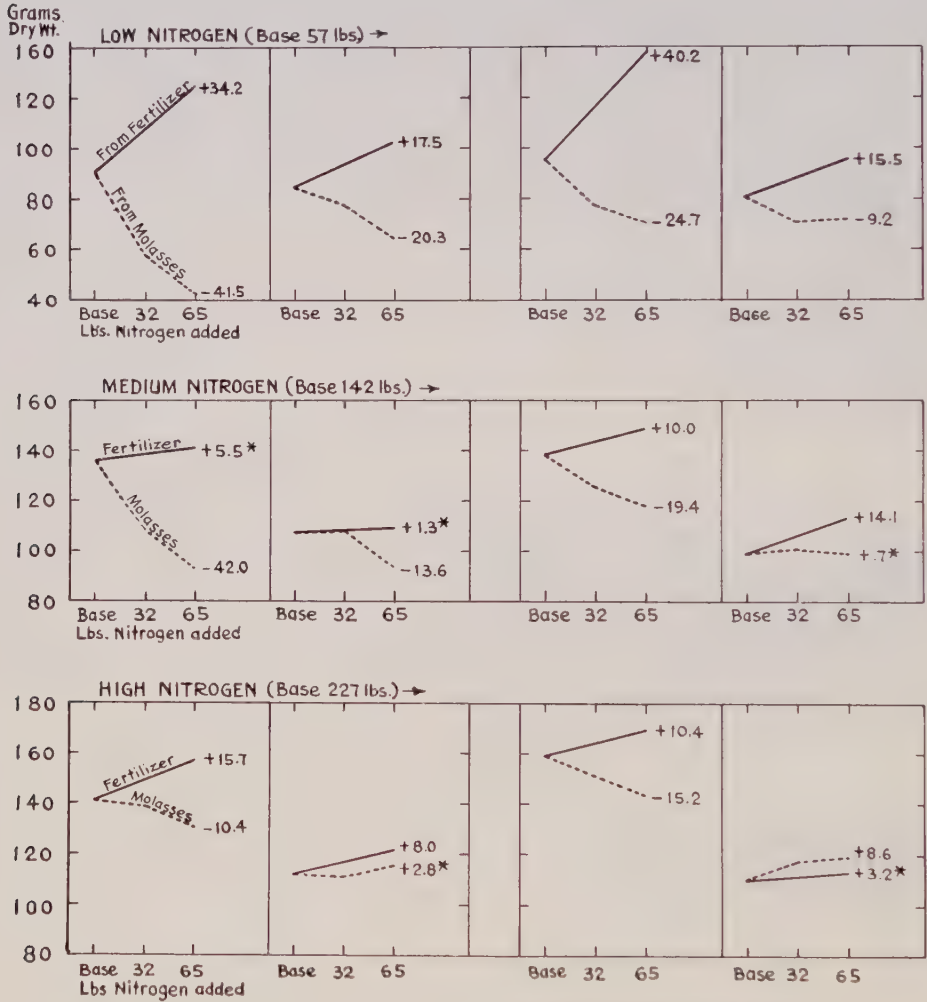 Grams
Dry Wt.
LOW NITROGEN (Base 57 lbs.) →
160
120
100
80
60
40
From Fertilizer
+34.2
From Molasses
-41.5
+17.5
-20.3
+40.2
-24.7
+15.5
-9.2
Base 32 65 Base 32 65 Base 32 65 Base 32 65
Lbs. Nitrogen added
MEDIUM NITROGEN (Base 142 lbs.) →
160
140
120
100
80
Fertilizer
+5.5*
Molasses
-42.0
+1.3*
-13.6
+10.0
-19.4
+14.1
+.7*
Base 32 65 Base 32 65 Base 32 65 Base 32 65
Lbs. Nitrogen added
HIGH NITROGEN (Base 227 lbs.) →
180
160
140
120
100
80
Fertilizer
+15.7
Molasses
-10.4
+8.0
+2.8*
+10.4
-15.2
+8.6
+3.2*
Base 32 65 Base 32 65 Base 32 65 Base 32 65
Lbs Nitrogen added